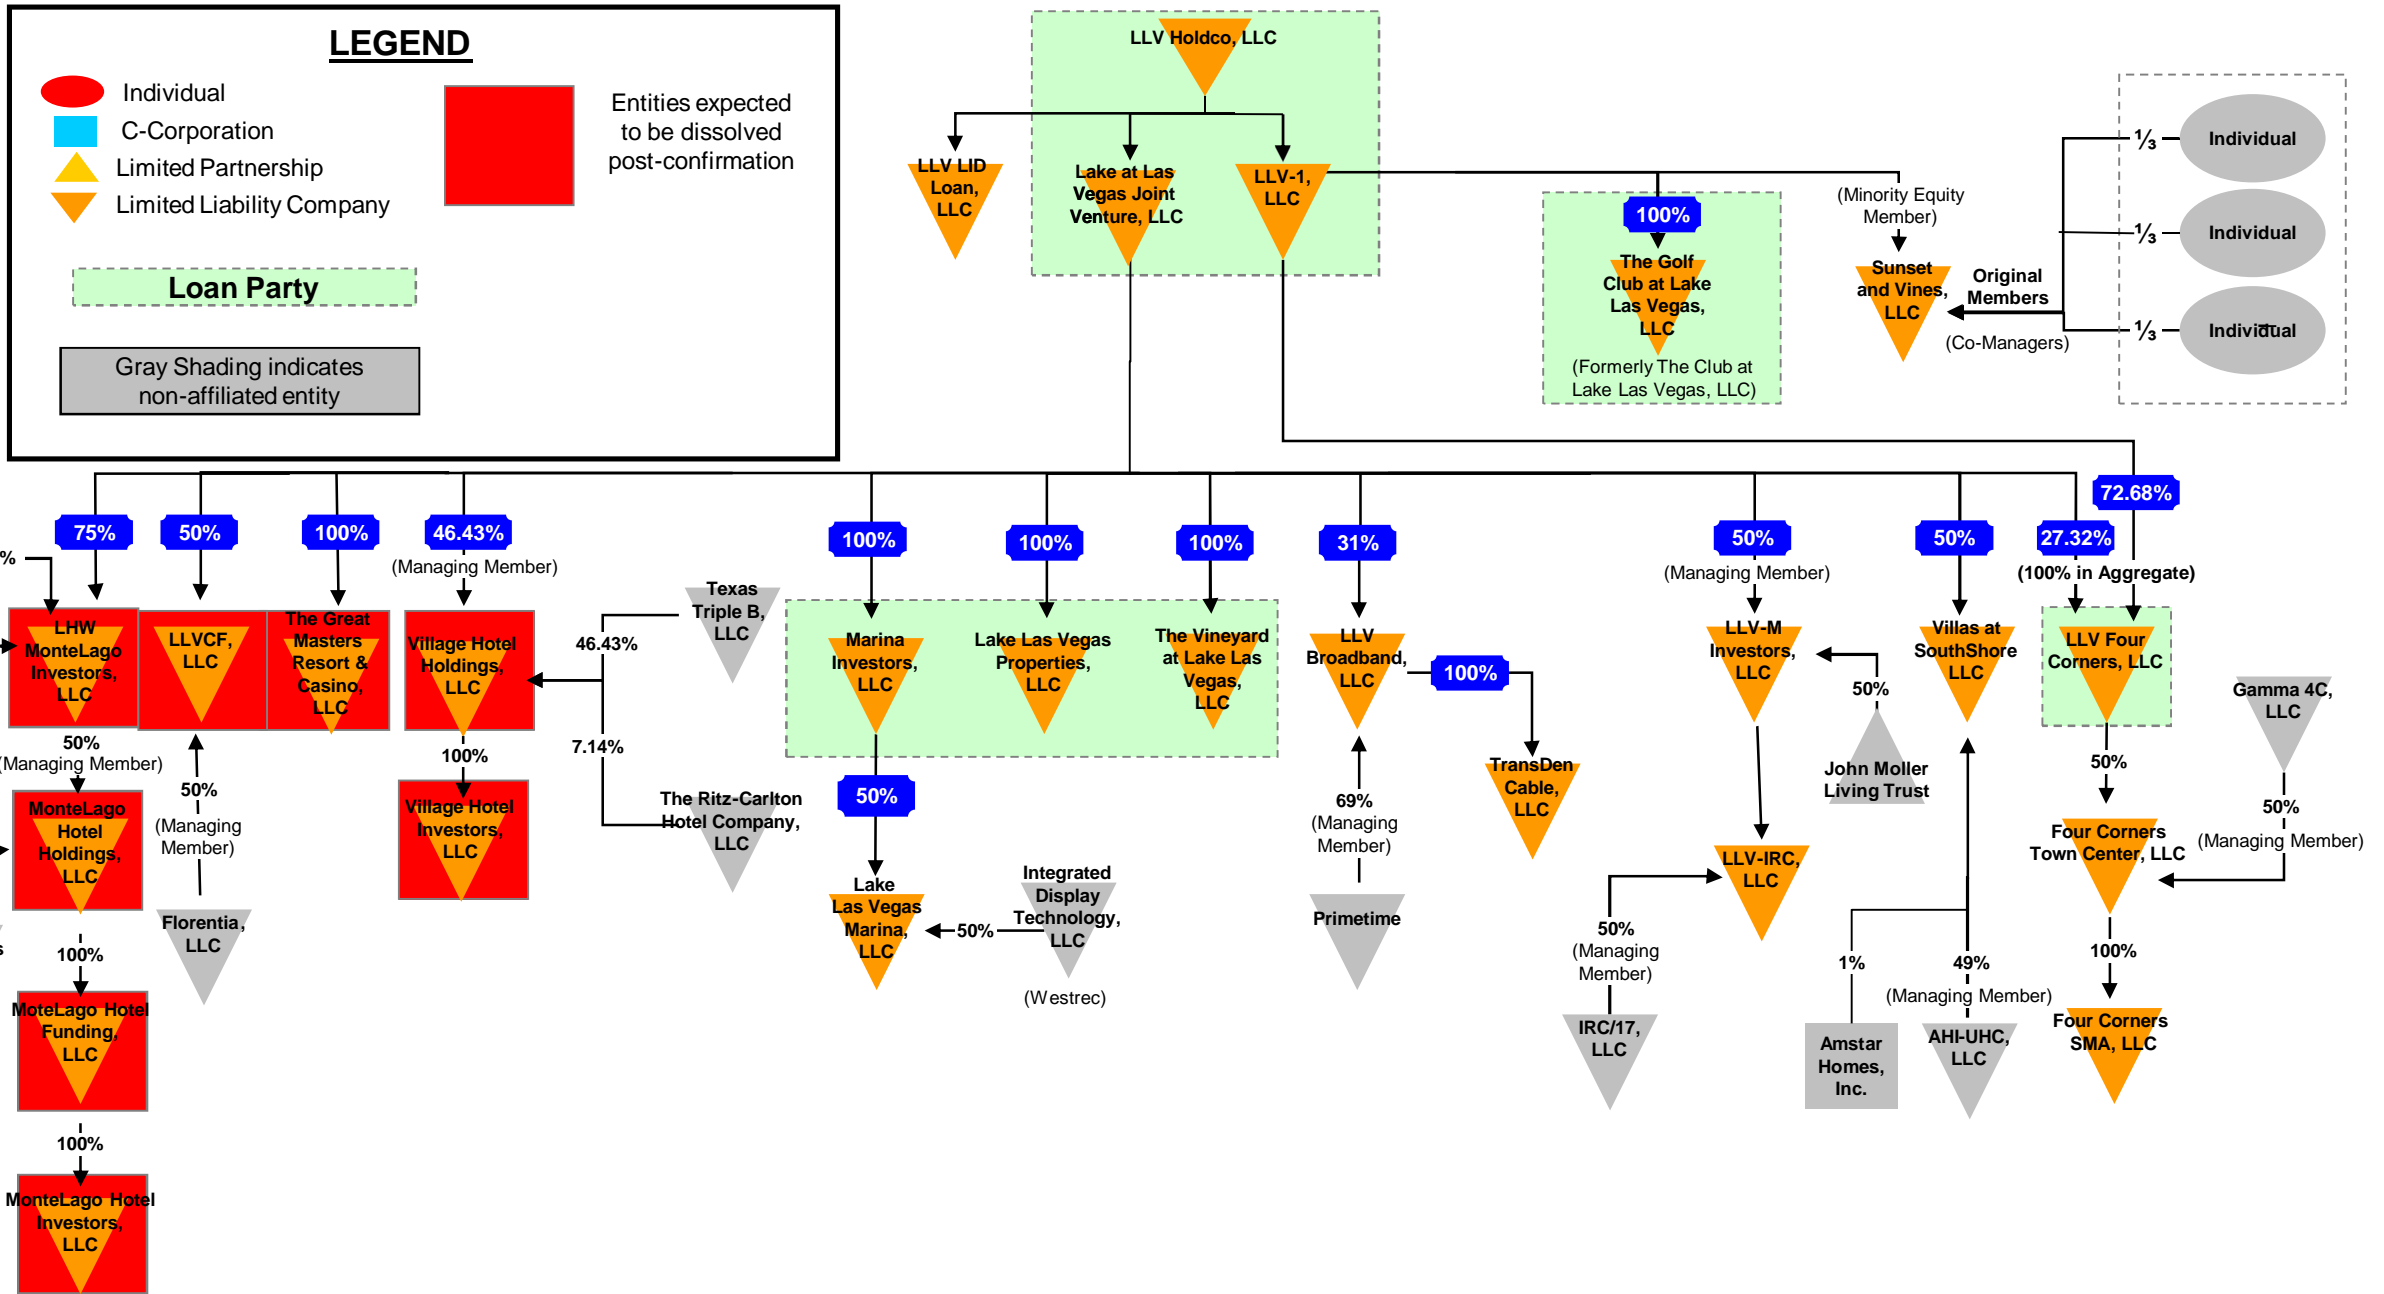 LEGEND
Individual
C-Corporation
Limited Partnership
Limited Liability Company
Entities expected
to be dissolved
post-confirmation
Loan Party
Gray Shading indicates
non-affiliated entity
LLV Holdco, LLC
LLV LID
Loan,
LLC
Lake at Las
Vegas Joint
Venture, LLC
LLV-1,
LLC
100%
The Golf
Club at Lake
Las Vegas,
LLC
(Formerly The Club at
Lake Las Vegas, LLC)
(Minority Equity
Member)
Sunset
and Vines,
LLC
Original
Members
(Co-Managers)
⅓
Individual
⅓
Individual
⅓
Individual
75%
50%
100%
46.43%
(Managing Member)
100%
100%
100%
31%
50%
(Managing Member)
50%
27.32%
72.68%
(100% in Aggregate)
%
LHW
MonteLago
Investors,
LLC
LLVCF,
LLC
The Great
Masters
Resort &
Casino,
LLC
Village Hotel
Holdings,
LLC
46.43%
Texas
Triple B,
LLC
7.14%
The Ritz-Carlton
Hotel Company,
LLC
Marina
Investors,
LLC
Lake Las Vegas
Properties,
LLC
The Vineyard
at Lake Las
Vegas,
LLC
LLV
Broadband,
LLC
100%
TransDen
Cable,
LLC
LLV-M
Investors,
LLC
50%
John Moller
Living Trust
Villas at
SouthShore
LLC
LLV Four
Corners, LLC
Gamma 4C,
LLC
50%
(Managing Member)
MonteLago
Hotel
Holdings,
LLC
50%
(Managing
Member)
Florentia,
LLC
100%
Village Hotel
Investors,
LLC
50%
Lake
Las Vegas
Marina,
LLC
50%
Integrated
Display
Technology,
LLC
(Westrec)
69%
(Managing
Member)
Primetime
LLV-IRC,
LLC
50%
(Managing
Member)
IRC/17,
LLC
1%
Amstar
Homes,
Inc.
49%
(Managing Member)
AHI-UHC,
LLC
50%
Four Corners
Town Center, LLC
50%
(Managing Member)
100%
Four Corners
SMA, LLC
s
100%
MoteLago Hotel
Funding,
LLC
100%
MonteLago Hotel
Investors,
LLC